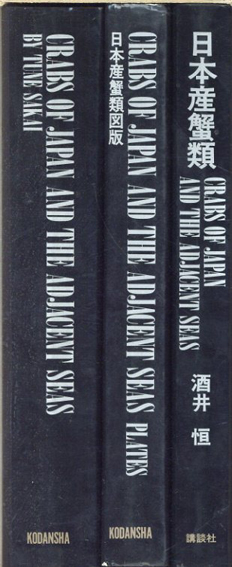 CRABS OF JAPAN AND THE ADJACENT SEAS
BY TUNE SAKAI
KODANSHA
CRABS OF JAPAN AND THE ADJACENT SEAS PLATES
日本産蟹類図版
KODANSHA
日本産蟹類
CRABS OF JAPAN
AND THE ADJACENT SEAS
酒井 恒
講談社